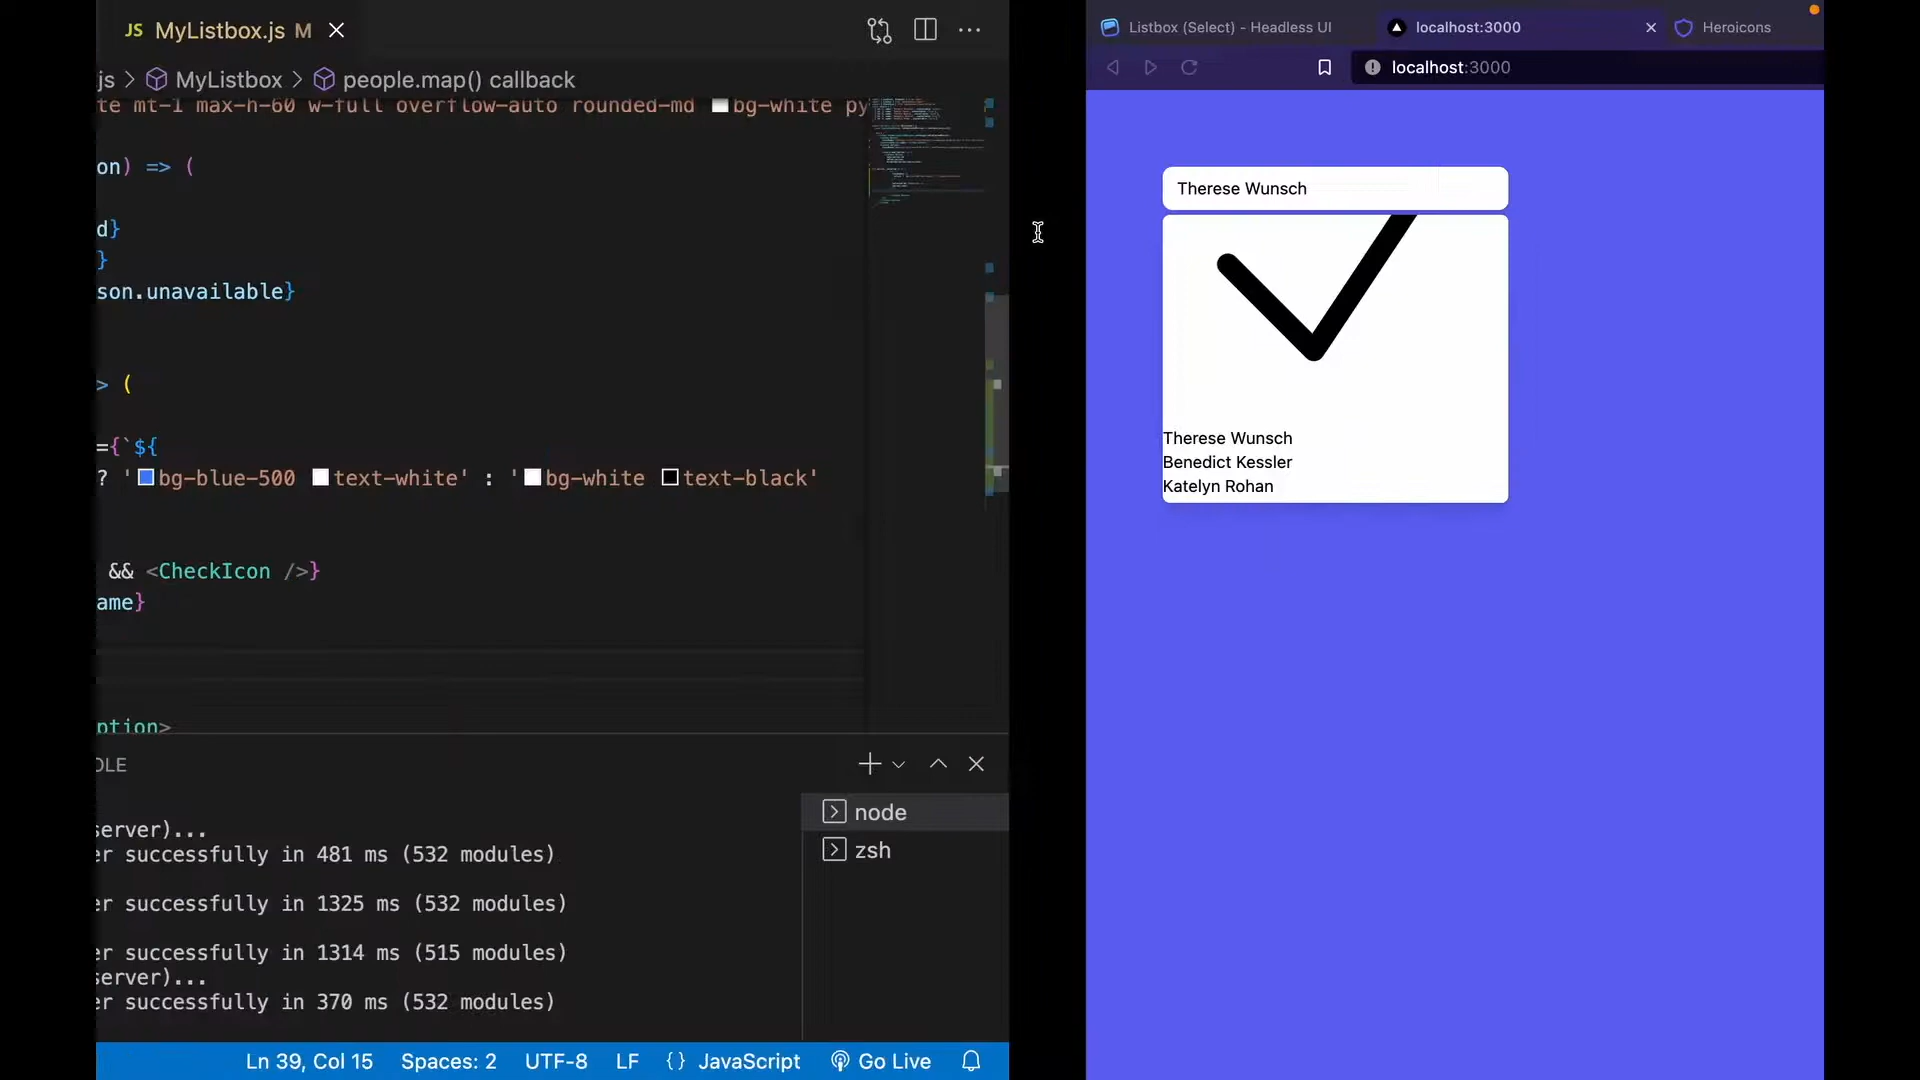 JS MyListbox.js M
js > MyListbox > people.map() callback
te mt-1 max-h-60 w-full overflow-auto rounded-md bg-white py
on) => (
d}
}
son.unavailable}
> (
={`${
? 'bg-blue-500 text-white' : 'bg-white text-black'
&& <CheckIcon />}
ame}
ption>
OLE
node
zsh
server)...
er successfully in 481 ms (532 modules)
er successfully in 1325 ms (532 modules)
er successfully in 1314 ms (515 modules)
server)...
er successfully in 370 ms (532 modules)
Ln 39, Col 15 Spaces: 2 UTF-8 LF {} JavaScript Go Live
Listbox (Select) - Headless UI
localhost:3000
Heroicons
localhost:3000
Therese Wunsch
Therese Wunsch
Benedict Kessler
Katelyn Rohan